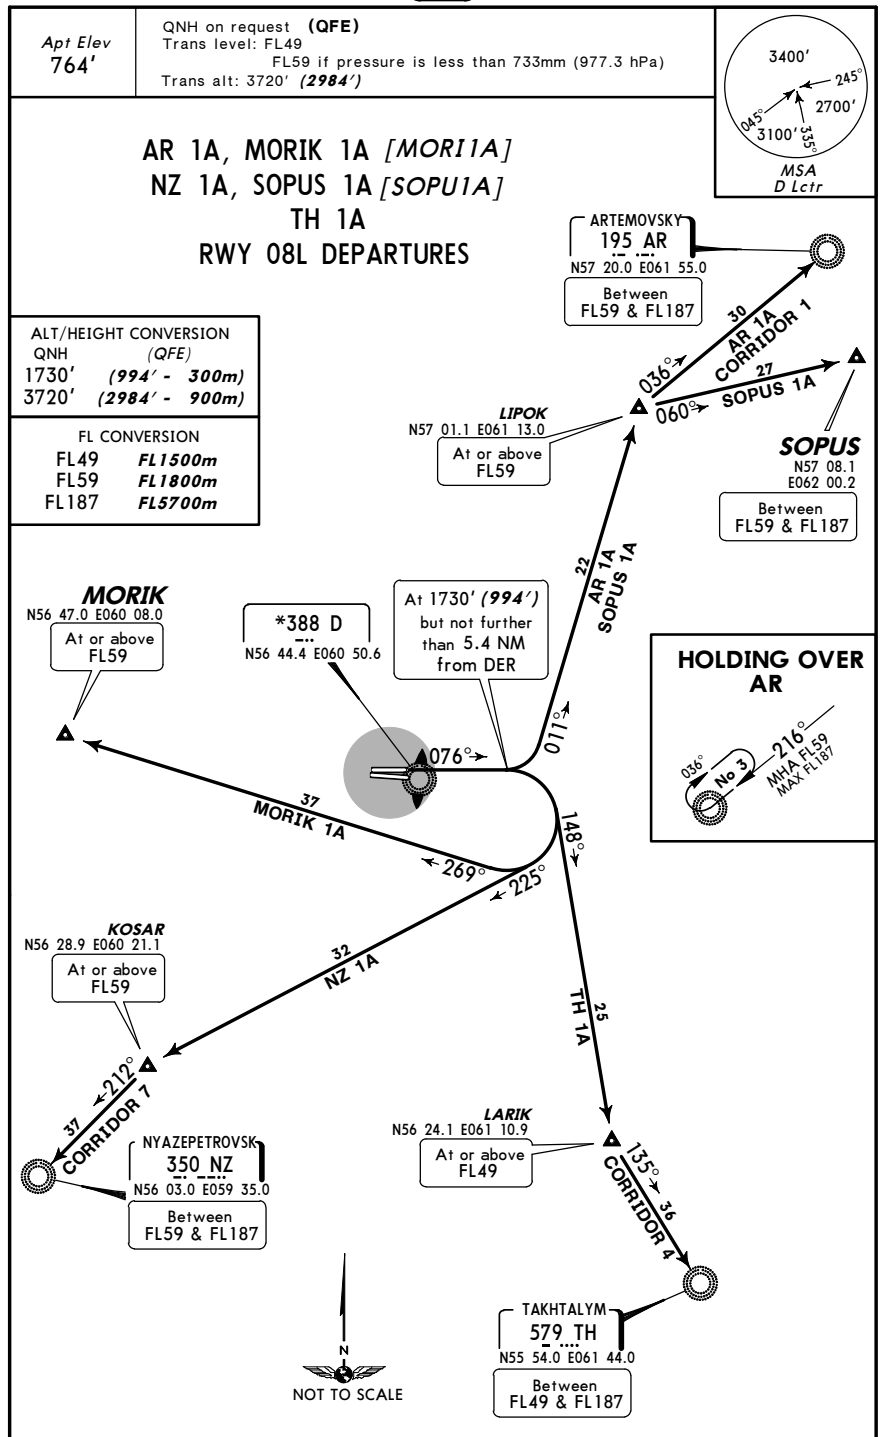 Apt Elev
764'
QNH on request (QFE)
Trans level: FL49
FL59 if pressure is less than 733mm (977.3 hPa)
Trans alt: 3720' (2984')
3400'
245°
2700'
045°
3100'
335°
MSA
D Lctr
AR 1A, MORIK 1A [MORI1A]
NZ 1A, SOPUS 1A [SOPU1A]
TH 1A
RWY 08L DEPARTURES
ARTEMOVSKY
195 AR
N57 20.0 E061 55.0
Between
FL59 & FL187
30
AR 1A
CORRIDOR 1
036°
27
SOPUS 1A
060°
ALT/HEIGHT CONVERSION
QNH (QFE)
1730' (994' - 300m)
3720' (2984' - 900m)
FL CONVERSION
FL49 FL1500m
FL59 FL1800m
FL187 FL5700m
LIPOK
N57 01.1 E061 13.0
At or above
FL59
SOPUS
N57 08.1
E062 00.2
Between
FL59 & FL187
22
AR 1A
SOPUS 1A
MORIK
N56 47.0 E060 08.0
At or above
FL59
*388 D
N56 44.4 E060 50.6
At 1730' (994')
but not further
than 5.4 NM
from DER
HOLDING OVER
AR
036°
No 3
216°
MHA FL59
MAX FL187
076°
011°
37
MORIK 1A
269°
225°
148°
KOSAR
N56 28.9 E060 21.1
At or above
FL59
32
NZ 1A
25
TH 1A
212°
37
CORRIDOR 7
NYAZEPETROVSK
350 NZ
N56 03.0 E059 35.0
Between
FL59 & FL187
LARIK
N56 24.1 E061 10.9
At or above
FL49
135°
36
CORRIDOR 4
TAKHTALYM
579 TH
N55 54.0 E061 44.0
Between
FL49 & FL187
N
NOT TO SCALE